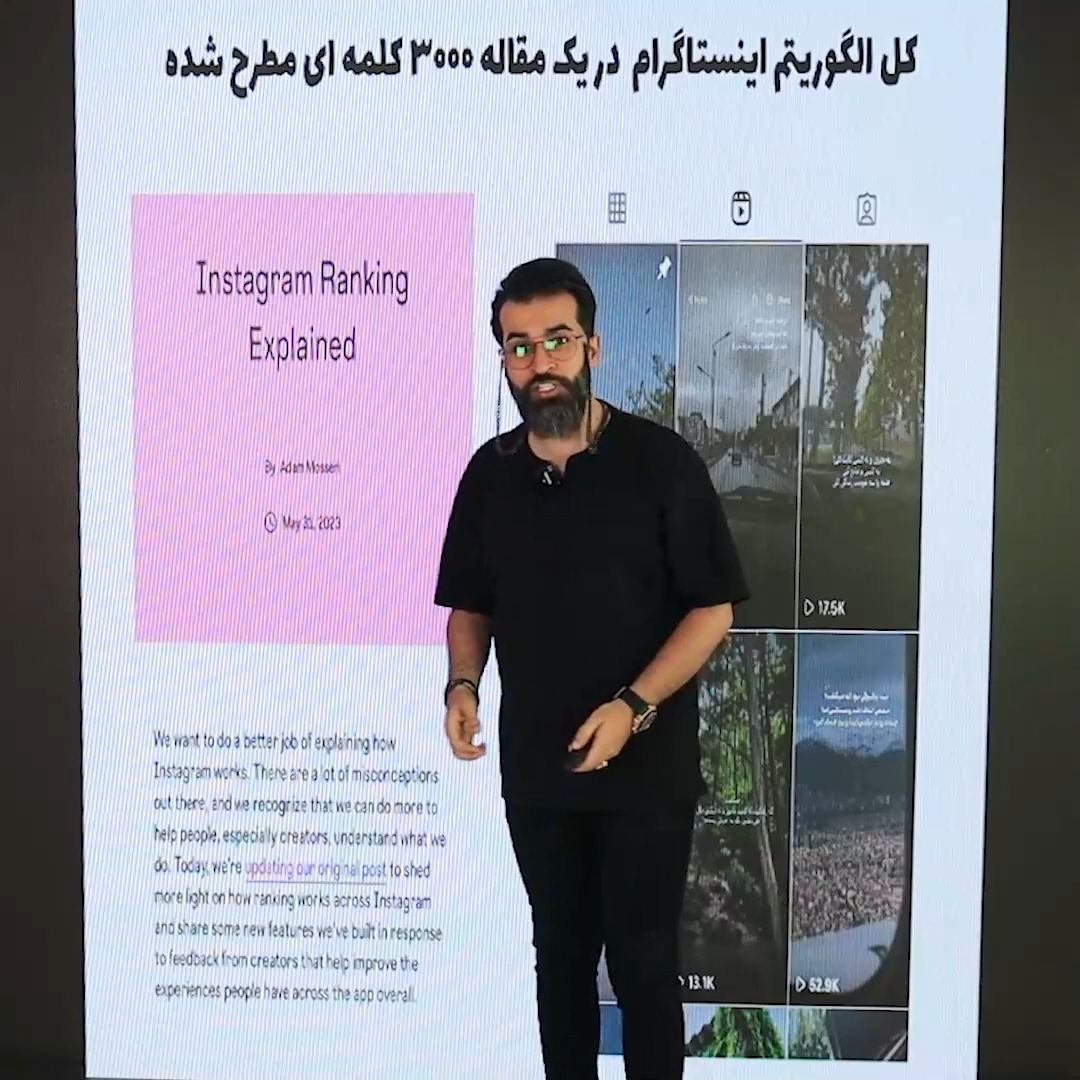 کل الگوریتم اینستاگرام در یک مقاله ۳۰۰۰ کلمه ای مطرح شده
Instagram Ranking
Explained
By Adam Mosseri
May 31, 2023
We want to do a better job of explaining how
Instagram works. There are a lot of misconceptions
out there, and we recognize that we can do more to
help people, especially creators, understand what we
do. Today, we're updating our original post to shed
more light on how ranking works across Instagram
and share some new features we've built in response
to feedback from creators that help improve the
experiences people have across the app overall.
17.5K
13.1K
52.9K